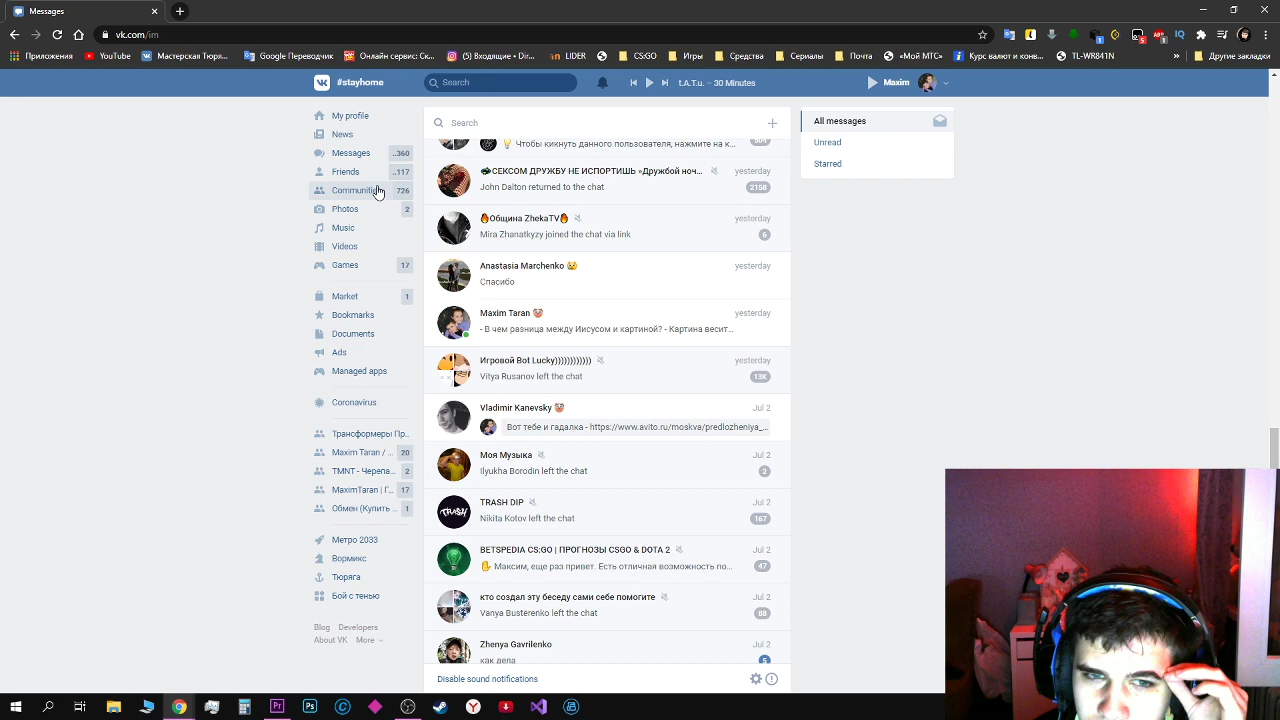 Messages
vk.com/im
Приложения VK Мастерская Тюря... Google Переводчик Онлайн сервис: Ск... (5) Входящие • Dir... LIDER CSGO Игры Средства Свалки Почта «Мой МТС» Курс валют и конв... TL-WR841N » Другие закладки
#stayhome
Search
t.A.T.u. – 30 Minutes
Maxim
My profile
News
Messages ..360
Friends ..117
Communiti 726
Photos 2
Music
Videos
Games 17
Market 1
Bookmarks
Documents
Ads
Managed apps
Coronavirus
Трансформеры Пр..
Maxim Taran / ... 20
TMNT - Черепа... 2
MaximTaran | Г... 17
Обмен (Купить ... 1
Метро 2033
Вормикс
Тюряга
Бой с тенью
Blog Developers
About VK More
Search
Чтобы кикнуть данного пользователя, нажмите на к...
СЕКСОМ ДРУЖБУ НЕ ИСПОРТИШЬ »Дружбой ноч... yesterday
John Dalton returned to the chat 2158
Община ZhekaTV yesterday
Mira Zhanatkyzy joined the chat via link 6
Anastasia Marchenko yesterday
Спасибо
Maxim Taran yesterday
- В чем разница между Иисусом и картиной? - Картина весит...
Игровой Bot Lucky)))))))))))) yesterday
Vitya Rusanov left the chat 13K
Vladimir Kanevsky Jul 2
Вот тебе и гадалка - https://www.avito.ru/moskva/predlozheniya_...
Моя Музыка Jul 2
Ilyukha Borodin left the chat 2
TRASH DIP Jul 2
Nikita Kotov left the chat 167
BETSPEDIA CS:GO | ПРОГНОЗЫ CSGO & DOTA 2 Jul 2
Максим, еще раз привет. Есть отличная возможность по... 47
кто создал эту беседу сами себе помогите Jul 2
Vanya Busterenko left the chat 88
Zhenya Gavrilenko Jul 2
как дела
Disable sound notifications
All messages
Unread
Starred